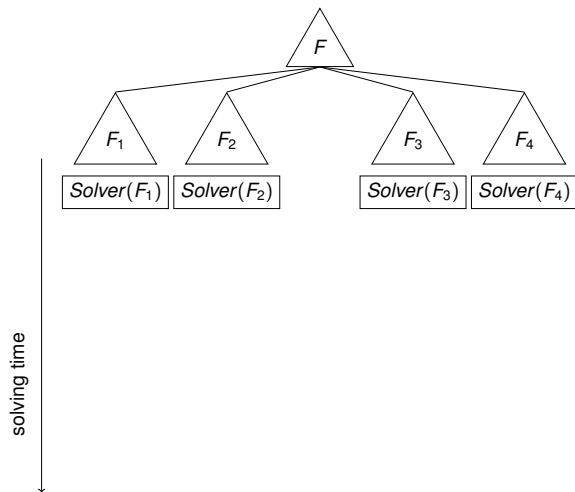 F
F₁ F₂ F₃ F₄
Solver(F₁) Solver(F₂) Solver(F₃) Solver(F₄)
solving time